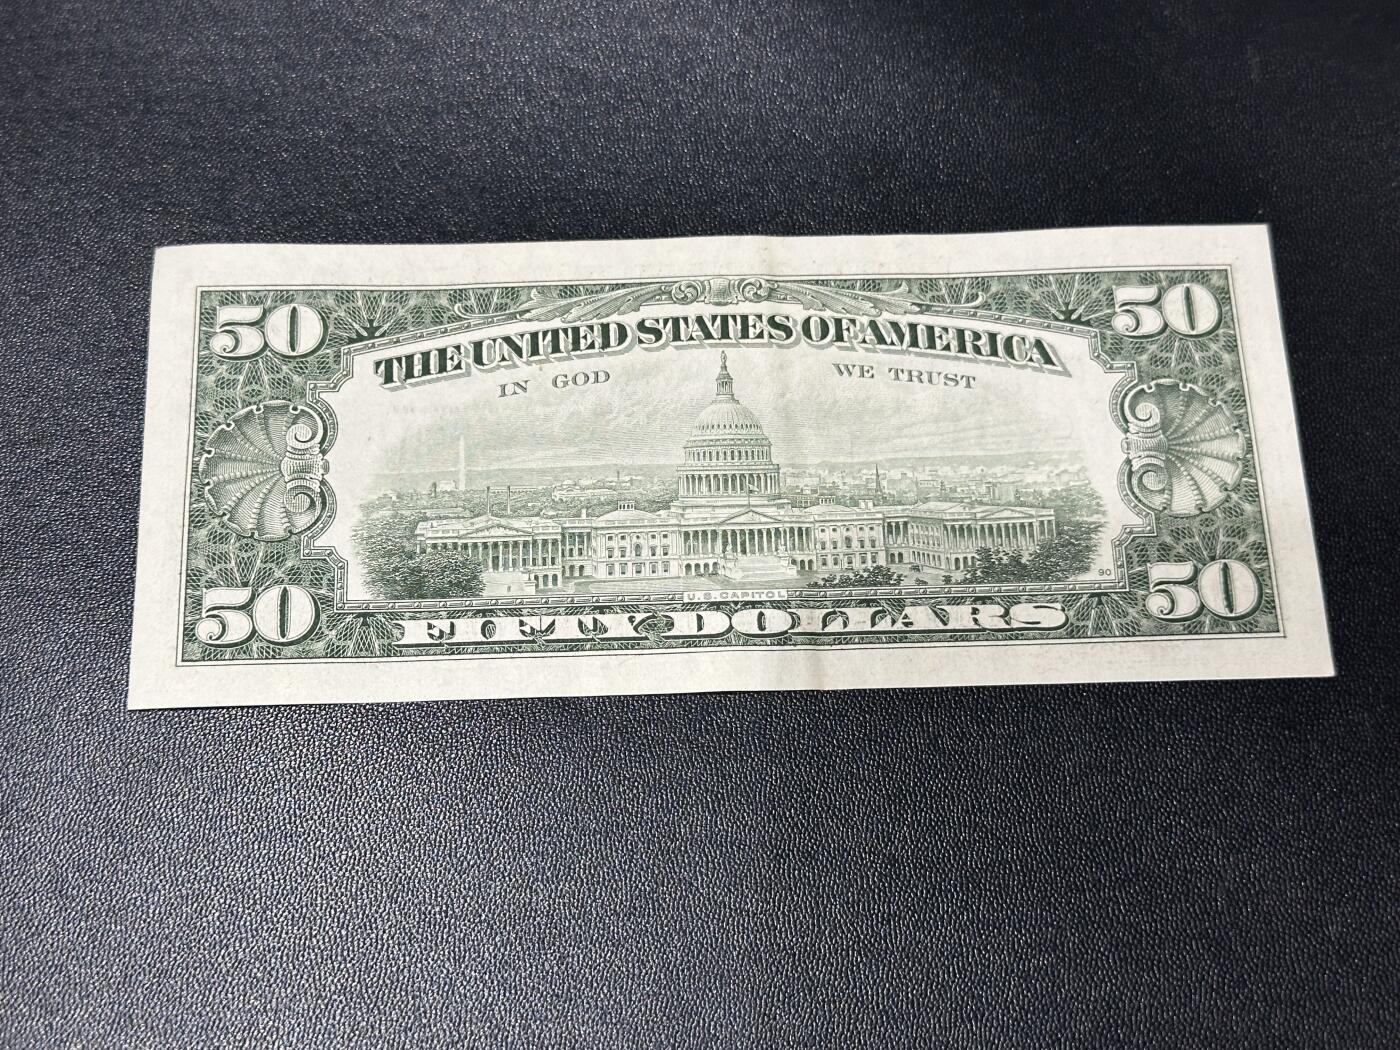 50 50
THE UNITED STATES OF AMERICA
IN GOD WE TRUST
90
U.S. CAPITOL
50 50
FIFTY DOLLARS